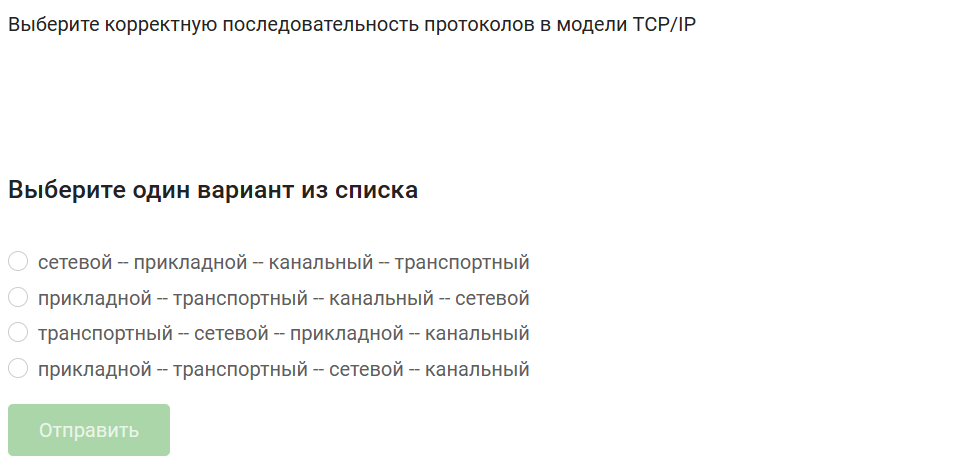 Выберите корректную последовательность протоколов в модели TCP/IP
Выберите один вариант из списка
сетевой -- прикладной -- канальный -- транспортный
прикладной -- транспортный -- канальный -- сетевой
транспортный -- сетевой -- прикладной -- канальный
прикладной -- транспортный -- сетевой -- канальный
Отправить